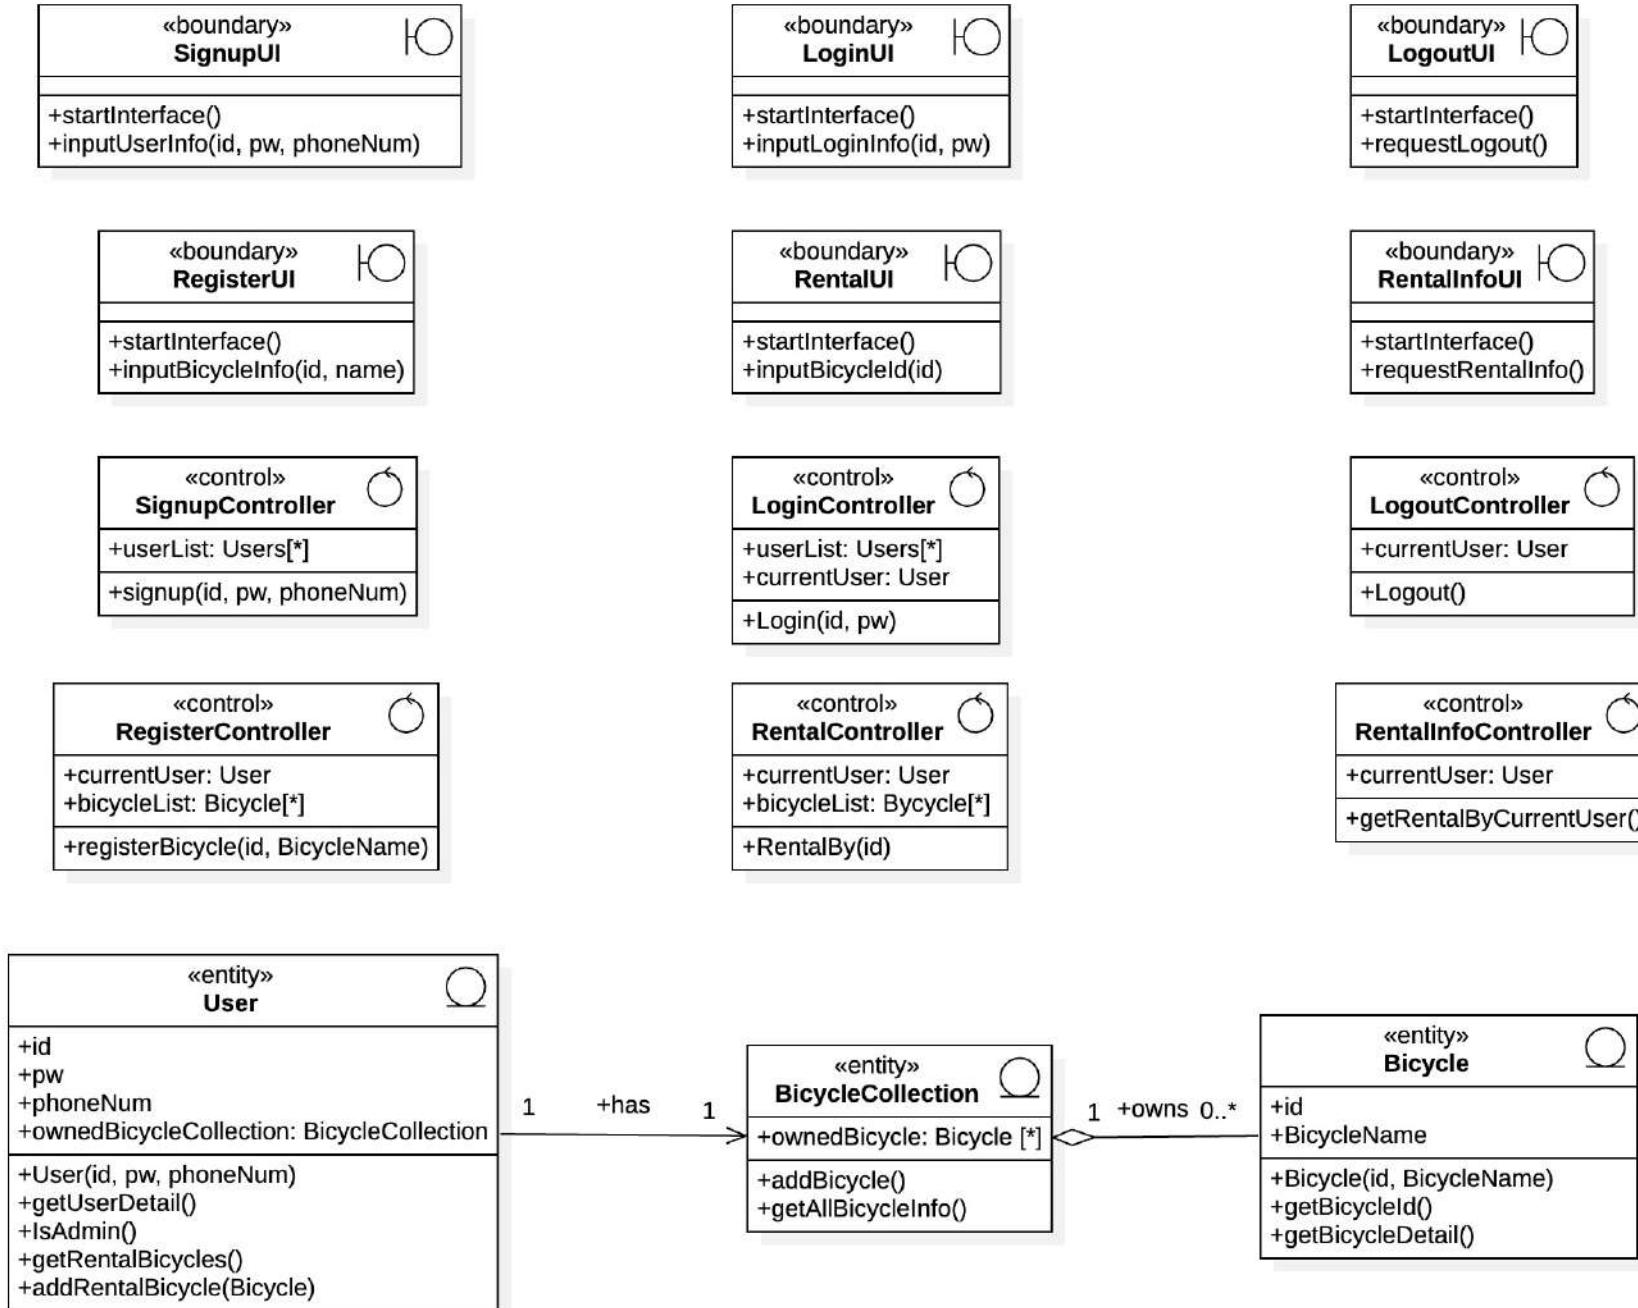 «boundary»
SignupUI
+startInterface()
+inputUserInfo(id, pw, phoneNum)
«boundary»
LoginUI
+startInterface()
+inputLoginInfo(id, pw)
«boundary»
LogoutUI
+startInterface()
+requestLogout()
«boundary»
RegisterUI
+startInterface()
+inputBicycleInfo(id, name)
«boundary»
RentalUI
+startInterface()
+inputBicycleId(id)
«boundary»
RentalInfoUI
+startInterface()
+requestRentalInfo()
«control»
SignupController
+userList: Users[*]
+signup(id, pw, phoneNum)
«control»
LoginController
+userList: Users[*]
+currentUser: User
+Login(id, pw)
«control»
LogoutController
+currentUser: User
+Logout()
«control»
RegisterController
+currentUser: User
+bicycleList: Bicycle[*]
+registerBicycle(id, BicycleName)
«control»
RentalController
+currentUser: User
+bicycleList: Bycycle[*]
+RentalBy(id)
«control»
RentalInfoController
+currentUser: User
+getRentalByCurrentUser()
«entity»
User
+id
+pw
+phoneNum
+ownedBicycleCollection: BicycleCollection
+User(id, pw, phoneNum)
+getUserDetail()
+IsAdmin()
+getRentalBicycles()
+addRentalBicycle(Bicycle)
1 +has 1
«entity»
BicycleCollection
+ownedBicycle: Bicycle [*]
+addBicycle()
+getAllBicycleInfo()
1 +owns 0..*
«entity»
Bicycle
+id
+BicycleName
+Bicycle(id, BicycleName)
+getBicycleId()
+getBicycleDetail()